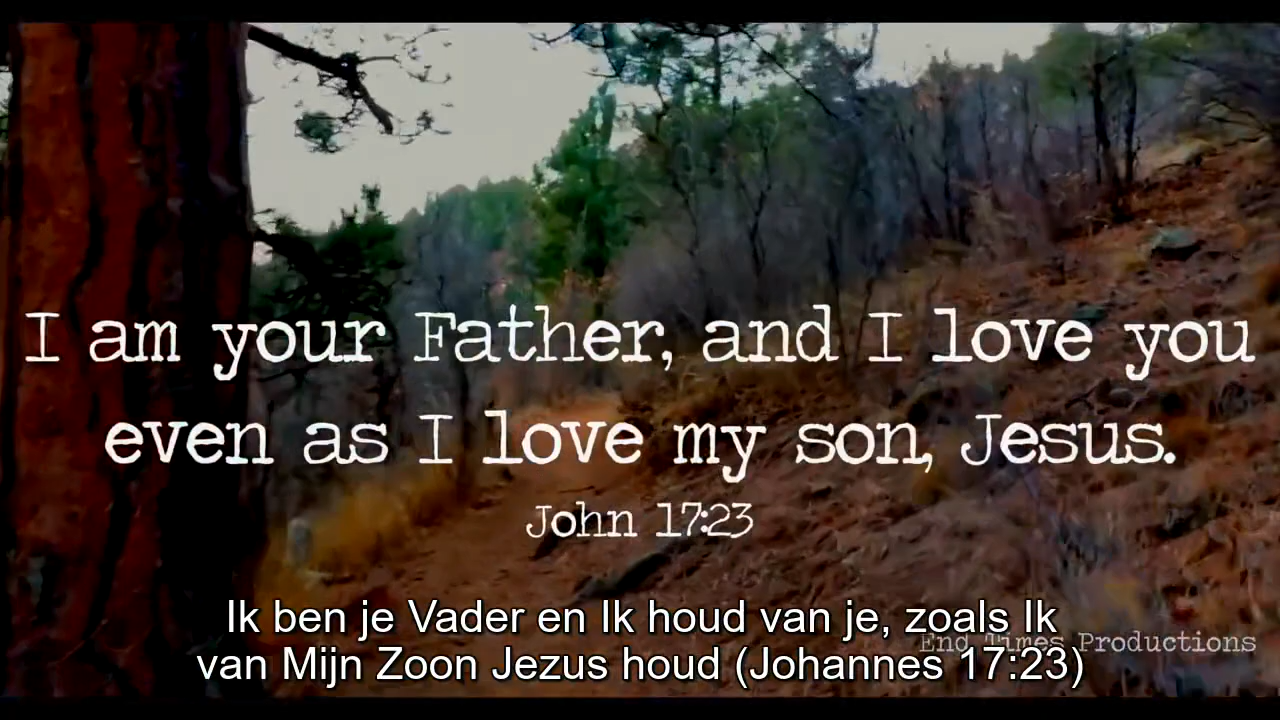 I am your Father, and I love you
even as I love my son, Jesus.
John 17:23
Ik ben je Vader en Ik houd van je, zoals Ik
End Times Productions
van Mijn Zoon Jezus houd (Johannes 17:23)